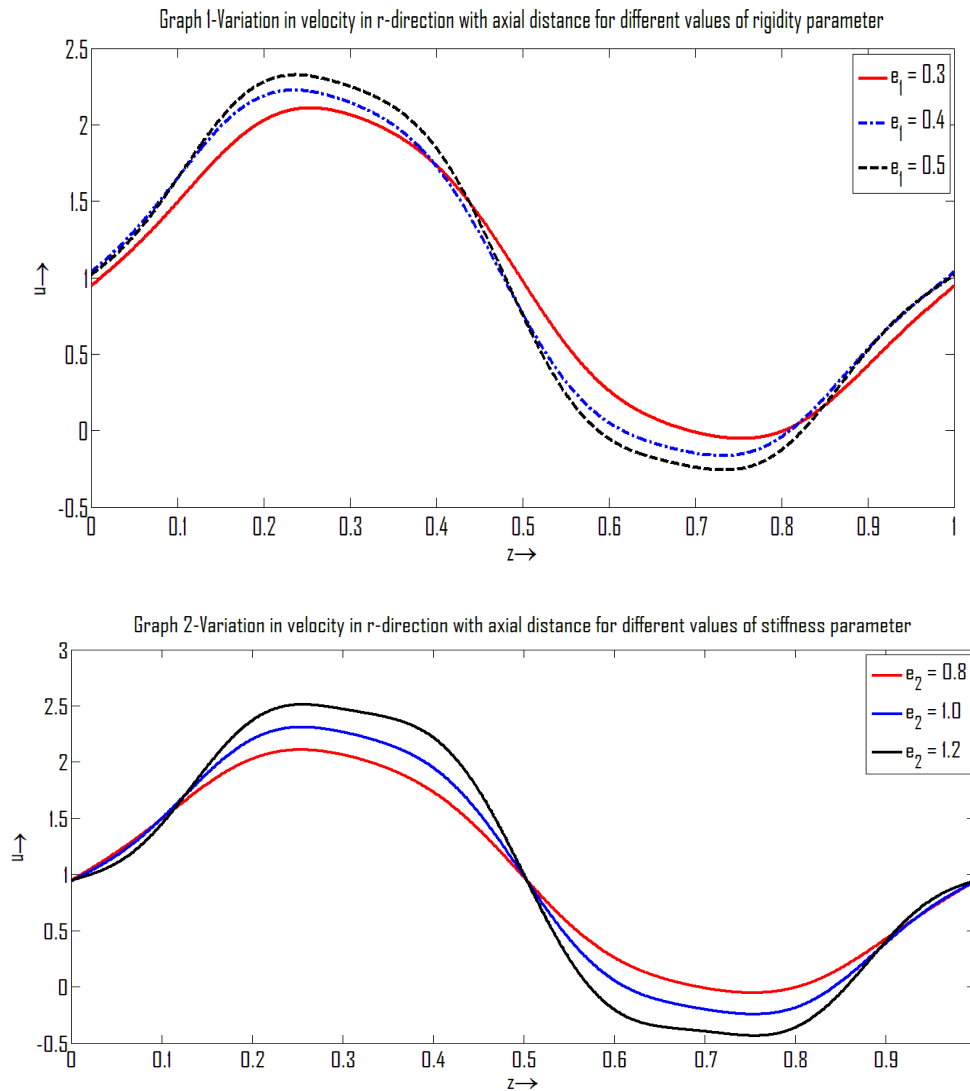 Graph 1-Variation in velocity in r-direction with axial distance for different values of rigidity parameter
2.5
2
1.5
1
0.5
0
-0.5
u→
e1 = 0.3
e1 = 0.4
e1 = 0.5
0 0.1 0.2 0.3 0.4 0.5 0.6 0.7 0.8 0.9 1
z→
Graph 2-Variation in velocity in r-direction with axial distance for different values of stiffness parameter
3
2.5
2
1.5
1
0.5
0
-0.5
u→
e2 = 0.8
e2 = 1.0
e2 = 1.2
0 0.1 0.2 0.3 0.4 0.5 0.6 0.7 0.8 0.9
z→